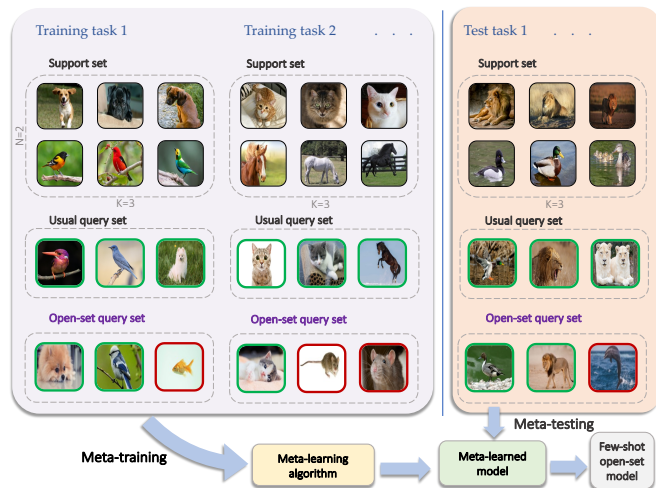 Training task 1
Training task 2
. . .
Test task 1
. . .
Support set
Support set
Support set
N=2
K=3
K=3
K=3
Usual query set
Usual query set
Usual query set
Open-set query set
Open-set query set
Open-set query set
Meta-training
Meta-testing
Meta-learning
algorithm
Meta-learned
model
Few-shot
open-set
model